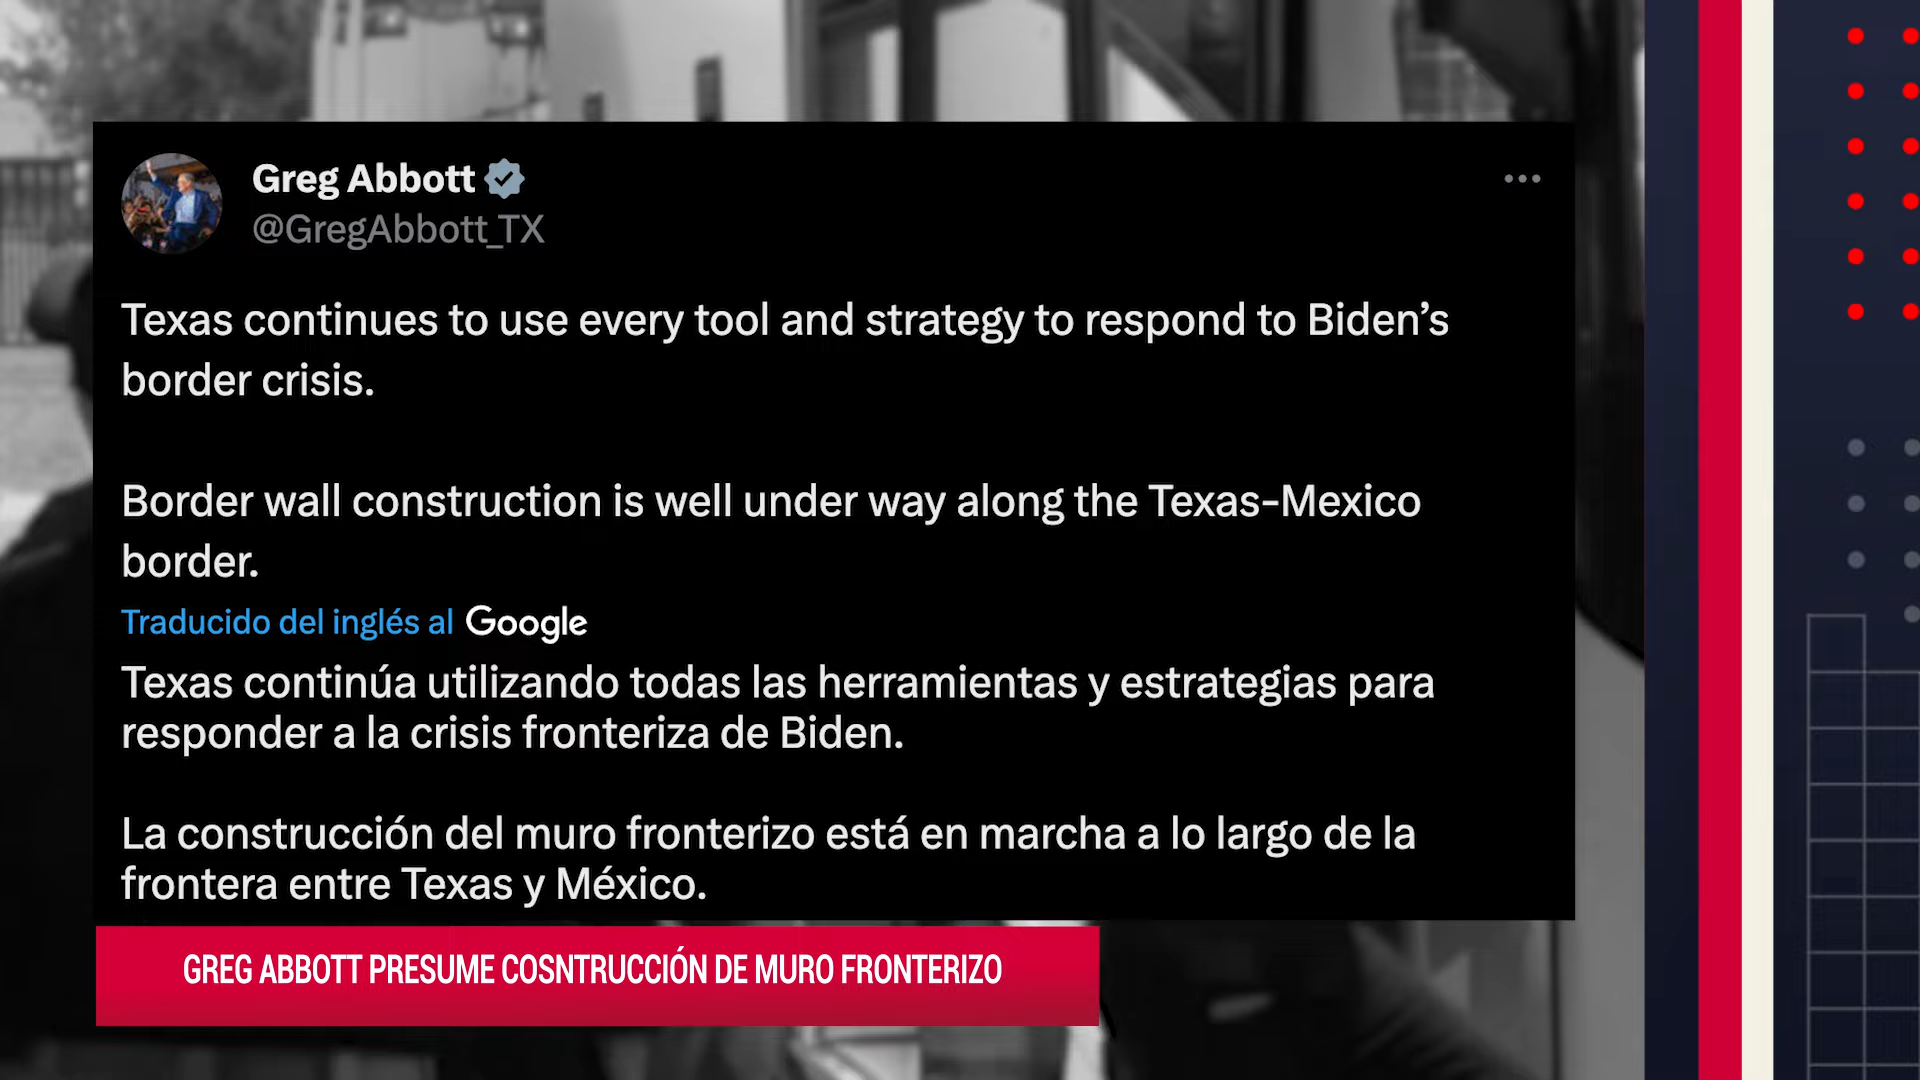 Greg Abbott
@GregAbbott_TX
Texas continues to use every tool and strategy to respond to Biden’s
border crisis.
Border wall construction is well under way along the Texas-Mexico
border.
Traducido del inglés al Google
Texas continúa utilizando todas las herramientas y estrategias para
responder a la crisis fronteriza de Biden.
La construcción del muro fronterizo está en marcha a lo largo de la
frontera entre Texas y México.
GREG ABBOTT PRESUME COSNTRUCCIÓN DE MURO FRONTERIZO